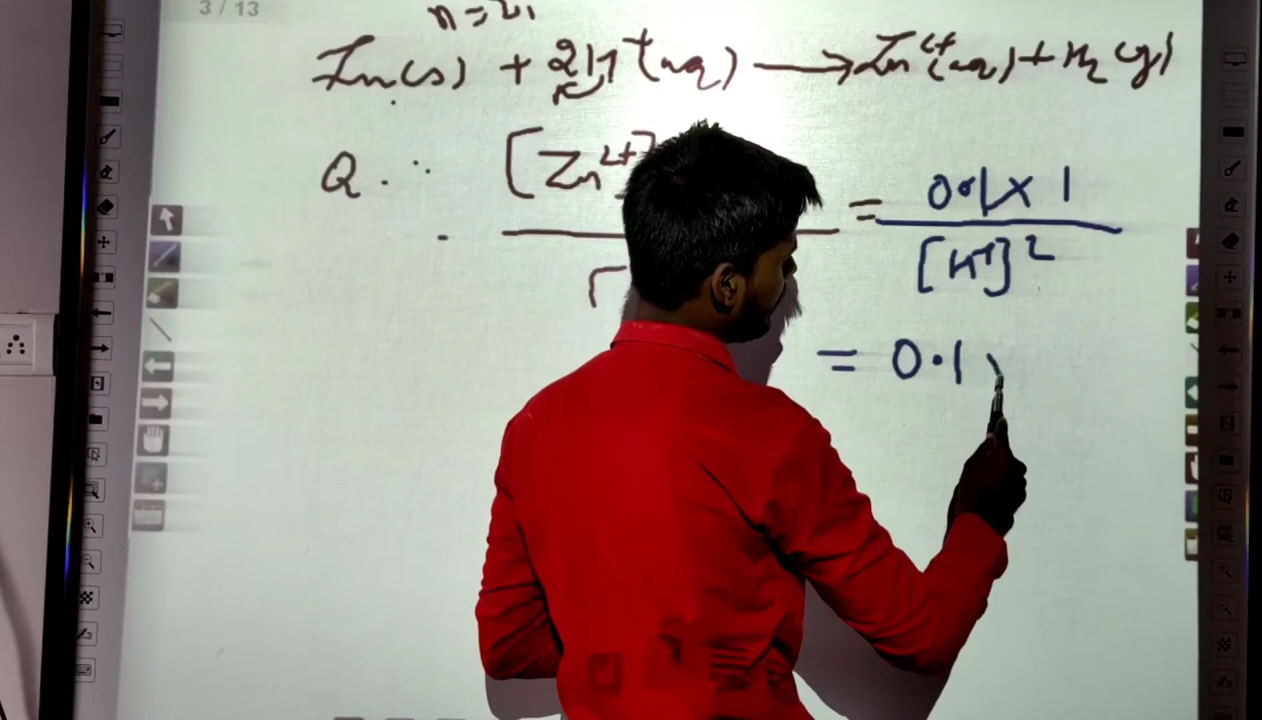 3 / 13
n = 2,
Zn(s) + 2H⁺(aq) ⟶ Zn²⁺(aq) + H₂(g)
Q . ∵ [Zn²⁺] = 0.1 × 1
[ [H⁺]²
= 0.1